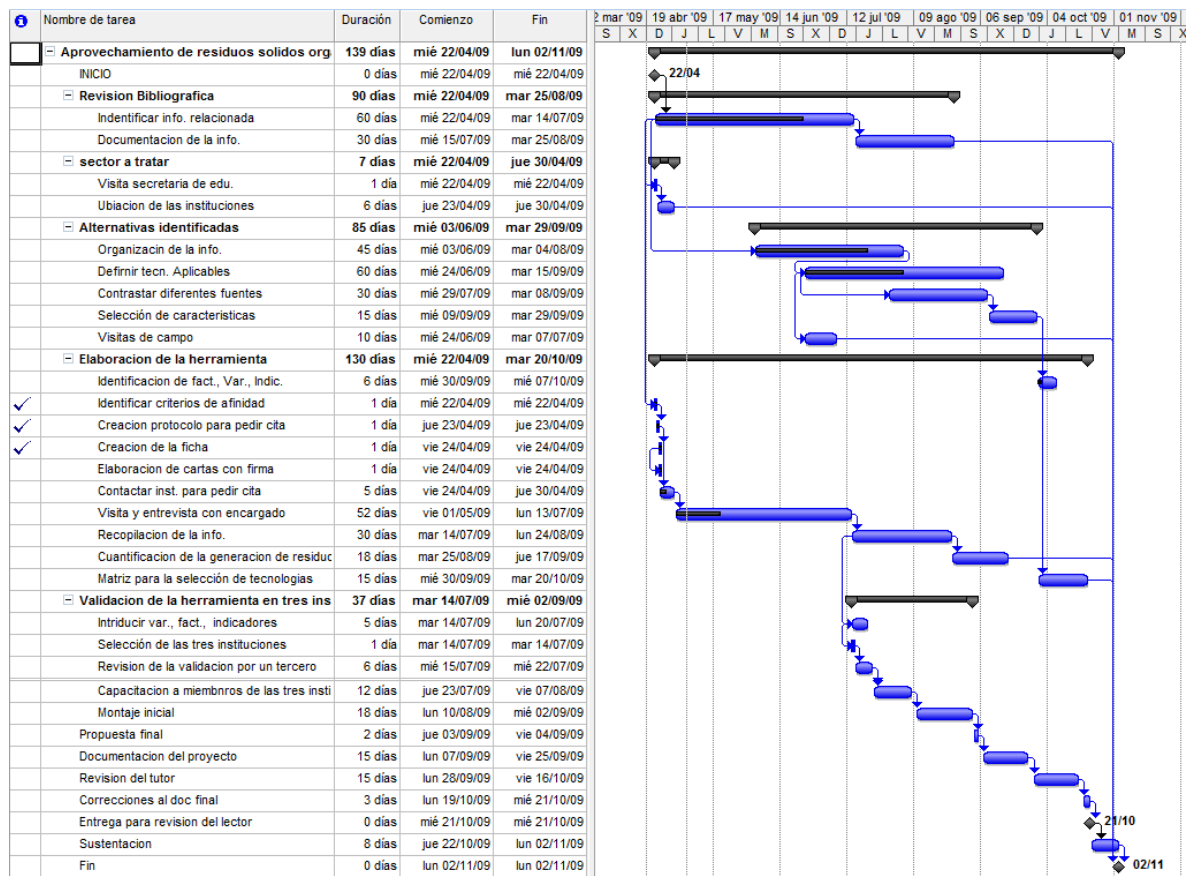 Nombre de tarea Duración Comienzo Fin 2 mar '09 19 abr '09 17 may '09 14 jun '09 12 jul '09 09 ago '09 06 sep '09 04 oct '09 01 nov '09
S X D J L V M S X D J L V M S X D J L V M S X
Aprovechamiento de residuos solidos org 139 días mié 22/04/09 lun 02/11/09
INICIO 0 días mié 22/04/09 mié 22/04/09 22/04
Revision Bibliografica 90 días mié 22/04/09 mar 25/08/09
Indentificar info. relacionada 60 días mié 22/04/09 mar 14/07/09
Documentacion de la info. 30 días mié 15/07/09 mar 25/08/09
sector a tratar 7 días mié 22/04/09 jue 30/04/09
Visita secretaria de edu. 1 día mié 22/04/09 mié 22/04/09
Ubiacion de las instituciones 6 días jue 23/04/09 jue 30/04/09
Alternativas identificadas 85 días mié 03/06/09 mar 29/09/09
Organizacin de la info. 45 días mié 03/06/09 mar 04/08/09
Defirnir tecn. Aplicables 60 días mié 24/06/09 mar 15/09/09
Contrastar diferentes fuentes 30 días mié 29/07/09 mar 08/09/09
Selección de caracteristicas 15 días mié 09/09/09 mar 29/09/09
Visitas de campo 10 días mié 24/06/09 mar 07/07/09
Elaboracion de la herramienta 130 días mié 22/04/09 mar 20/10/09
Identificacion de fact., Var., Indic. 6 días mié 30/09/09 mié 07/10/09
Identificar criterios de afinidad 1 día mié 22/04/09 mié 22/04/09
Creacion protocolo para pedir cita 1 día jue 23/04/09 jue 23/04/09
Creacion de la ficha 1 día vie 24/04/09 vie 24/04/09
Elaboracion de cartas con firma 1 día vie 24/04/09 vie 24/04/09
Contactar inst. para pedir cita 5 días vie 24/04/09 jue 30/04/09
Visita y entrevista con encargado 52 días vie 01/05/09 lun 13/07/09
Recopilacion de la info. 30 días mar 14/07/09 lun 24/08/09
Cuantificacion de la generacion de residuc 18 días mar 25/08/09 jue 17/09/09
Matriz para la selección de tecnologias 15 días mié 30/09/09 mar 20/10/09
Validacion de la herramienta en tres ins 37 días mar 14/07/09 mié 02/09/09
Intriducir var., fact., indicadores 5 días mar 14/07/09 lun 20/07/09
Selección de las tres instituciones 1 día mar 14/07/09 mar 14/07/09
Revision de la validacion por un tercero 6 días mié 15/07/09 mié 22/07/09
Capacitacion a miembnros de las tres insti 12 días jue 23/07/09 vie 07/08/09
Montaje inicial 18 días lun 10/08/09 mié 02/09/09
Propuesta final 2 días jue 03/09/09 vie 04/09/09
Documentacion del proyecto 15 días lun 07/09/09 vie 25/09/09
Revision del tutor 15 días lun 28/09/09 vie 16/10/09
Correcciones al doc final 3 días lun 19/10/09 mié 21/10/09
Entrega para revision del lector 0 días mié 21/10/09 mié 21/10/09 21/10
Sustentacion 8 días jue 22/10/09 lun 02/11/09
Fin 0 días lun 02/11/09 lun 02/11/09 02/11